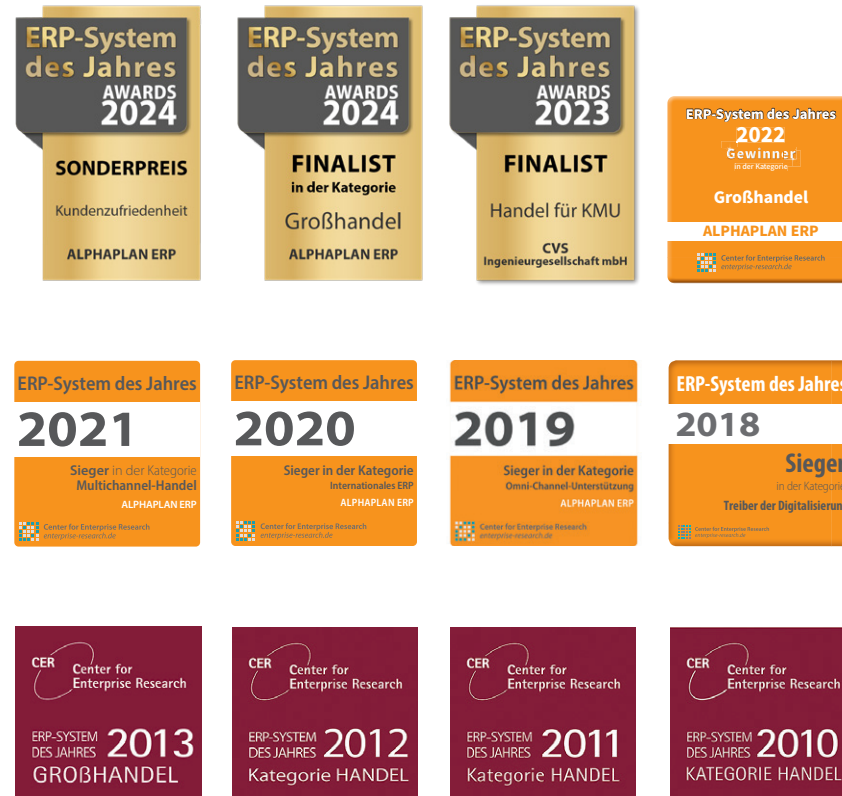 ERP-System
des Jahres
AWARDS
2024
SONDERPREIS
Kundenzufriedenheit
ALPHAPLAN ERP
ERP-System
des Jahres
AWARDS
2024
FINALIST
in der Kategorie
Großhandel
ALPHAPLAN ERP
ERP-System
des Jahres
AWARDS
2023
FINALIST
Handel für KMU
CVS
Ingenieurgesellschaft mbH
ERP-System des Jahres
2022
Gewinner
in der Kategorie
Großhandel
ALPHAPLAN ERP
Center for Enterprise Research
enterprise-research.de
ERP-System des Jahres
2021
Sieger in der Kategorie
Multichannel-Handel
ALPHAPLAN ERP
Center for Enterprise Research
enterprise-research.de
ERP-System des Jahres
2020
Sieger in der Kategorie
Internationales ERP
ALPHAPLAN ERP
Center for Enterprise Research
enterprise-research.de
ERP-System des Jahres
2019
Sieger in der Kategorie
Omni-Channel-Unterstützung
ALPHAPLAN ERP
Center for Enterprise Research
enterprise-research.de
ERP-System des Jahres
2018
Sieger
in der Kategorie
Treiber der Digitalisierun
Center for Enterprise Research
enterprise-research.de
CER Center for
Enterprise Research
ERP-SYSTEM
DES JAHRES 2013
GROßHANDEL
CER Center for
Enterprise Research
ERP-SYSTEM
DES JAHRES 2012
Kategorie HANDEL
CER Center for
Enterprise Research
ERP-SYSTEM
DES JAHRES 2011
Kategorie HANDEL
CER Center for
Enterprise Research
ERP-SYSTEM
DES JAHRES 2010
KATEGORIE HANDEL